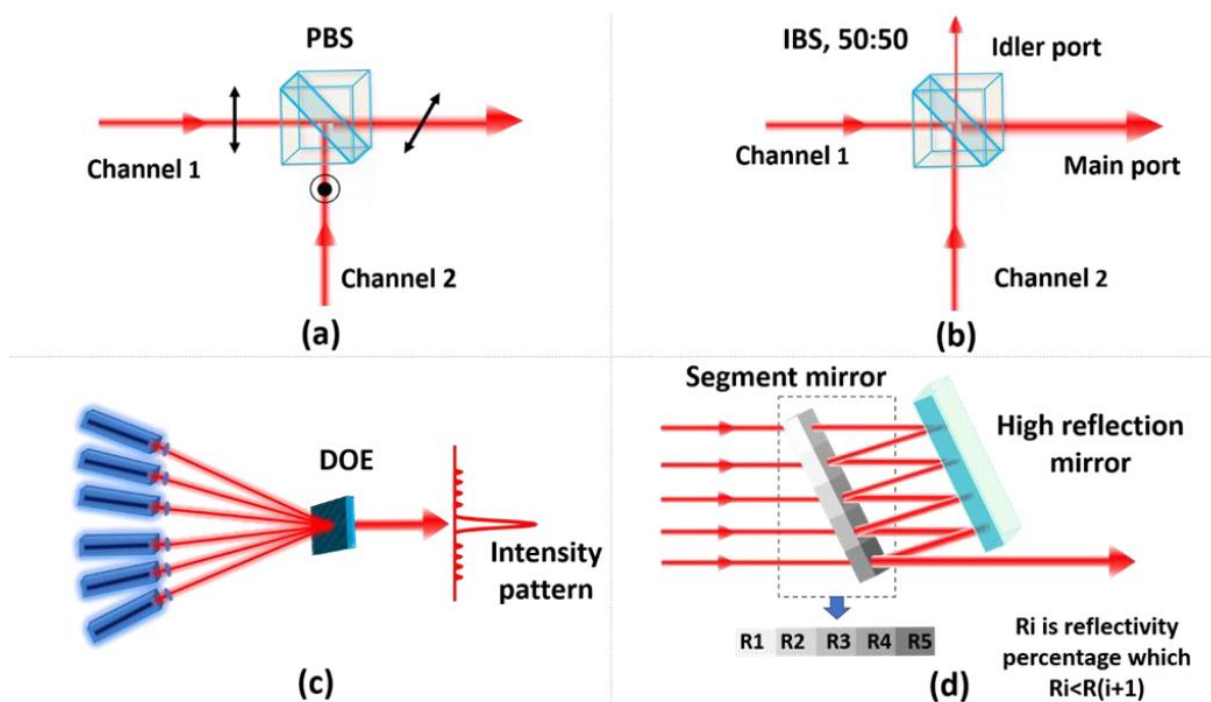 PBS
Channel 1
Channel 2
(a)
IBS, 50:50
Idler port
Channel 1
Main port
Channel 2
(b)
DOE
Intensity
pattern
(c)
Segment mirror
High reflection
mirror
R1 R2 R3 R4 R5
Ri is reflectivity
percentage which
Ri<R(i+1)
(d)